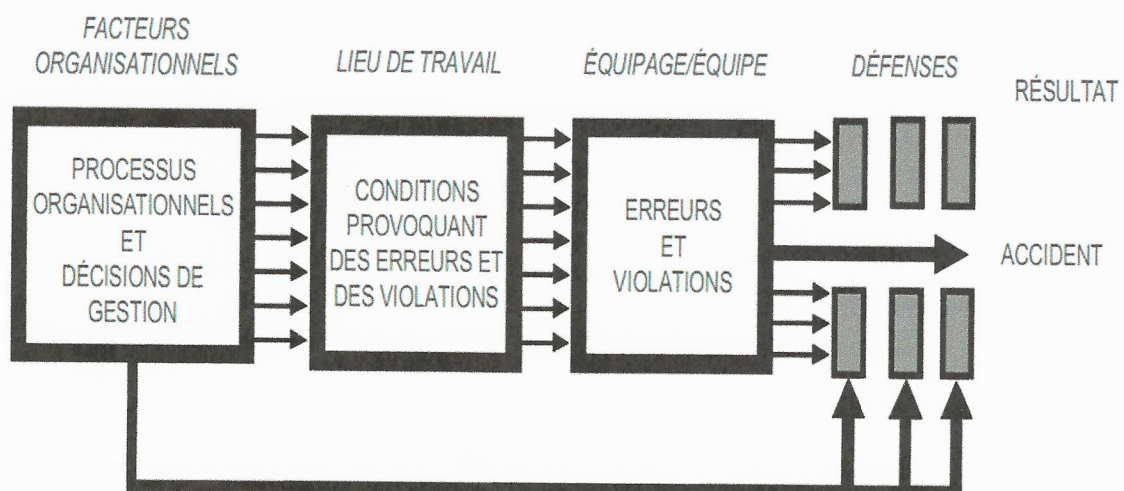 FACTEURS
ORGANISATIONNELS
LIEU DE TRAVAIL
ÉQUIPAGE/ÉQUIPE
DÉFENSES
RÉSULTAT
PROCESSUS
ORGANISATIONNELS
ET
DÉCISIONS DE
GESTION
CONDITIONS
PROVOQUANT
DES ERREURS ET
DES VIOLATIONS
ERREURS
ET
VIOLATIONS
ACCIDENT